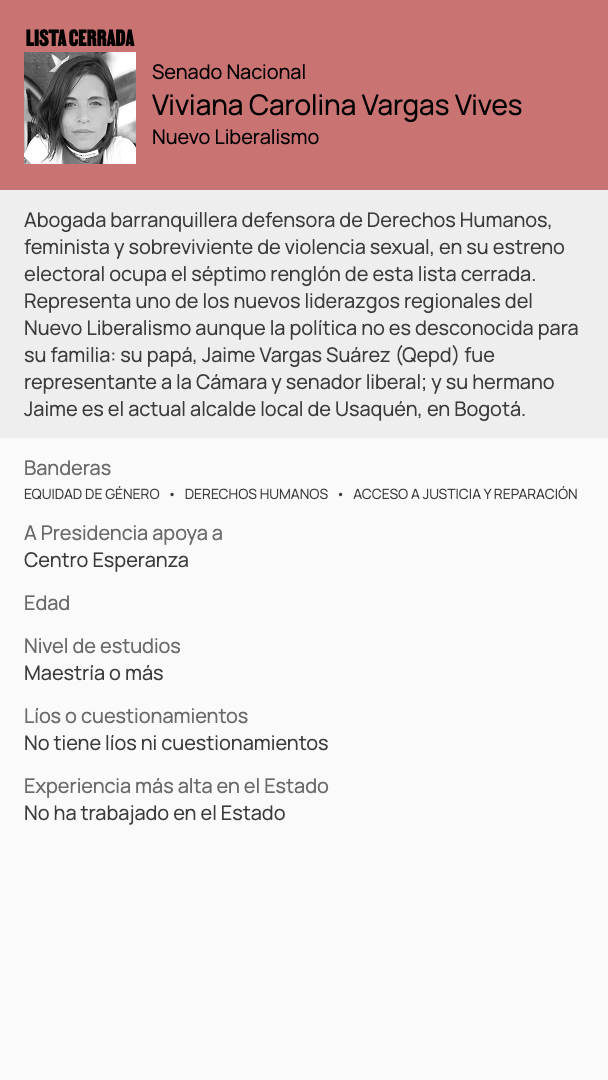 LISTA CERRADA
Senado Nacional
Viviana Carolina Vargas Vives
Nuevo Liberalismo
Abogada barranquillera defensora de Derechos Humanos,
feminista y sobreviviente de violencia sexual, en su estreno
electoral ocupa el séptimo renglón de esta lista cerrada.
Representa uno de los nuevos liderazgos regionales del
Nuevo Liberalismo aunque la política no es desconocida para
su familia: su papá, Jaime Vargas Suárez (Qepd) fue
representante a la Cámara y senador liberal; y su hermano
Jaime es el actual alcalde local de Usaquén, en Bogotá.
Banderas
EQUIDAD DE GÉNERO • DERECHOS HUMANOS • ACCESO A JUSTICIA Y REPARACIÓN
A Presidencia apoya a
Centro Esperanza
Edad
Nivel de estudios
Maestría o más
Líos o cuestionamientos
No tiene líos ni cuestionamientos
Experiencia más alta en el Estado
No ha trabajado en el Estado